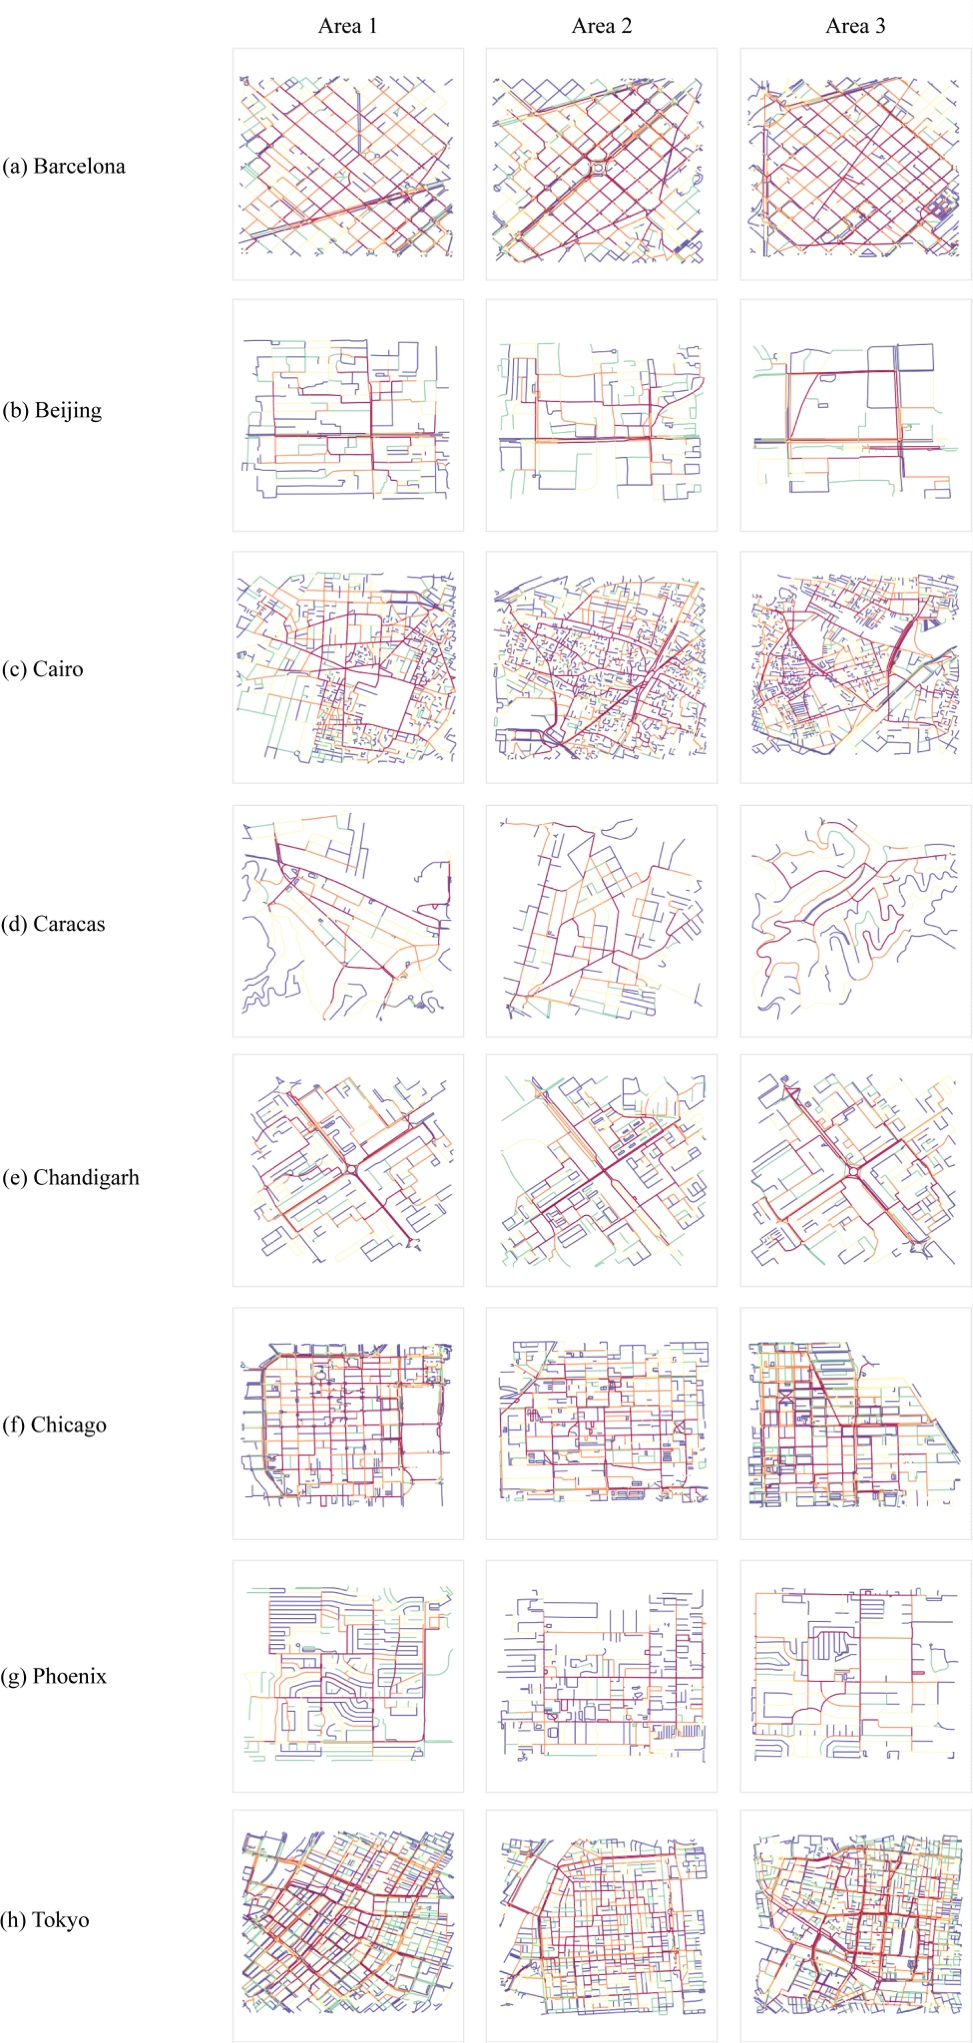 Area 1 Area 2 Area 3
(a) Barcelona
(b) Beijing
(c) Cairo
(d) Caracas
(e) Chandigarh
(f) Chicago
(g) Phoenix
(h) Tokyo